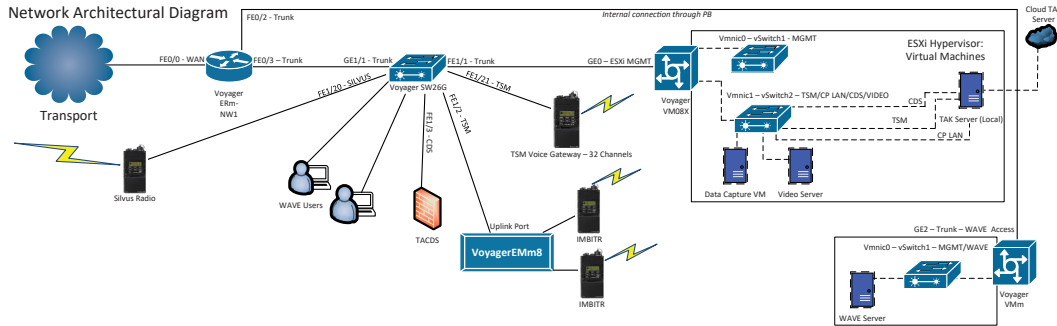 Network Architectural Diagram
FE0/2 - Trunk
Internal connection through PB
Cloud TA
Server
ESXi Hypervisor:
Virtual Machines
Vmnic0 – vSwitch1 - MGMT
FE0/0 - WAN
FE0/3 – Trunk
GE1/1 - Trunk
FE1/1 - Trunk
GE0 – ESXi MGMT
Voyager
ERm-
NW1
Voyager SW26G
Voyager
VM08X
Transport
FE1/20 - SILVUS
FE1/21 - TSM
FE1/2 - TSM
FE1/3 - CDS
Vmnic1 - vSwitch2 – TSM/CP LAN/CDS/VIDEO
CDS
TSM
TAK Server (Local)
CP LAN
TSM Voice Gateway – 32 Channels
Silvus Radio
WAVE Users
TACDS
Data Capture VM
Video Server
Uplink Port
VoyagerEMm8
IMBITR
IMBITR
GE2 - Trunk – WAVE Access
Vmnic0 – vSwitch1 – MGMT/WAVE
WAVE Server
Voyager
VMm